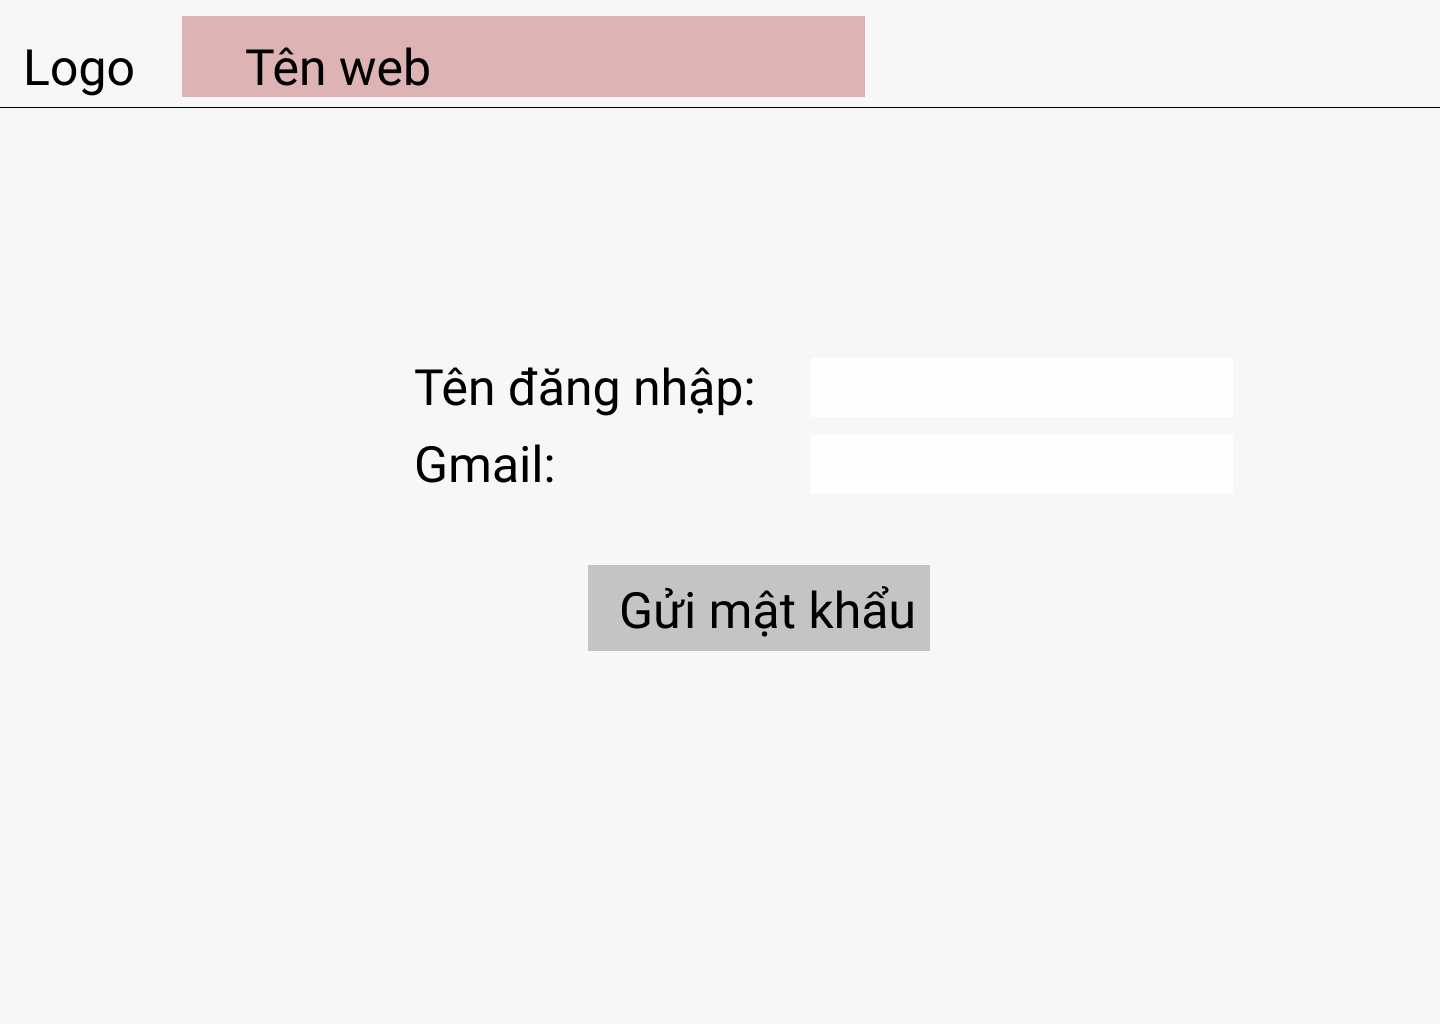 Logo
Tên web
Tên đăng nhập:
Gmail:
Gửi mật khẩu